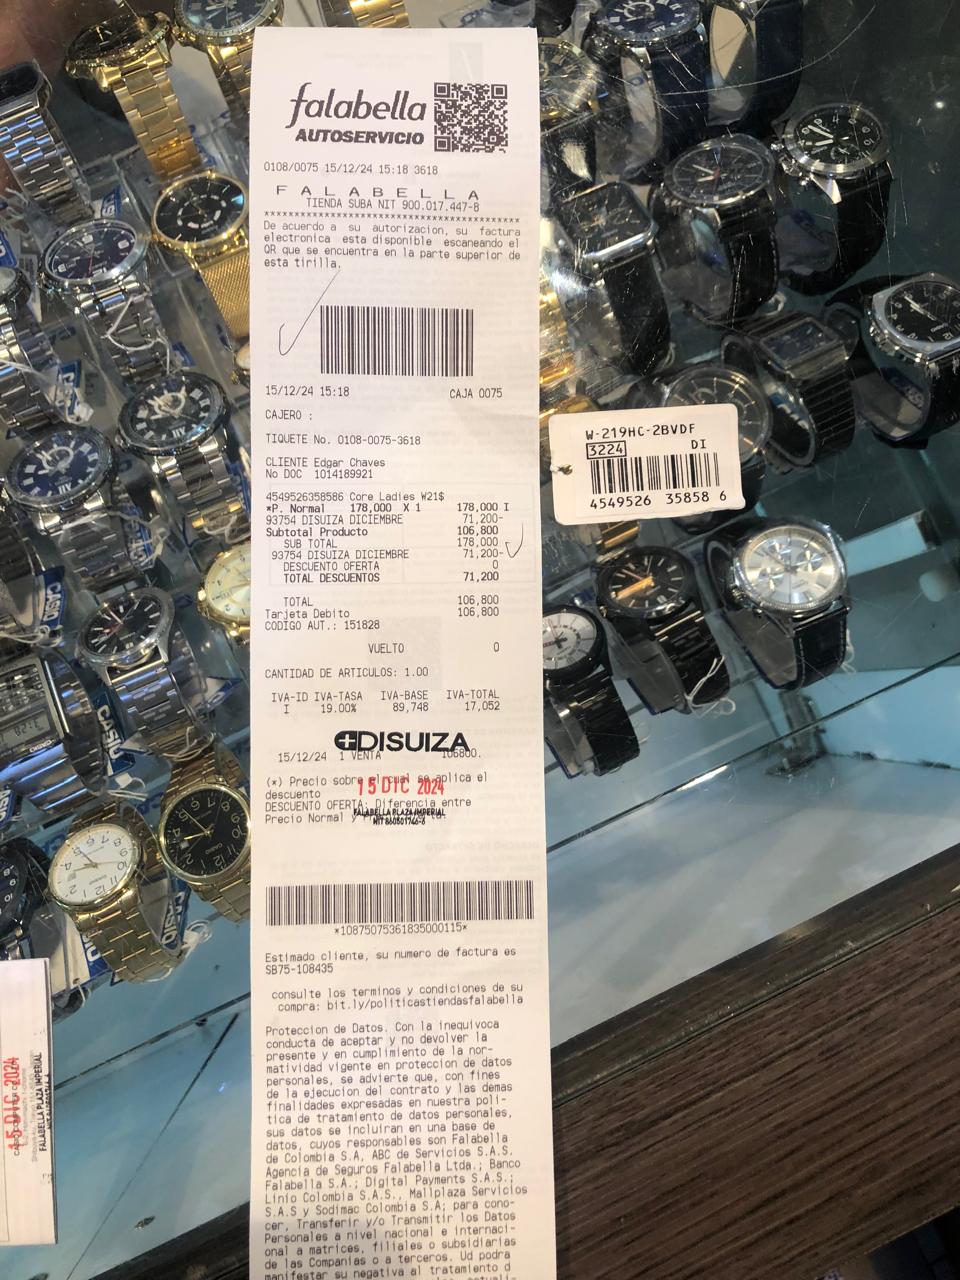 falabella
AUTOSERVICIO
0108/0075 15/12/24 15:18 3618
FALABELLA
TIENDA SUBA NIT 900.017.447-8
****************************************************
De acuerdo a su autorizacion, su factura
electronica esta disponible escaneando el
QR que se encuentra en la parte superior de
esta tirilla.
15/12/24 15:18 CAJA 0075
CAJERO :
TIQUETE No. 0108-0075-3618
CLIENTE Edgar Chaves
No DOC 1014189921
4549526358586 Core Ladies W21$
*P. Normal 178,000 X 1 178,000 I
93754 DISUIZA DICIEMBRE 71,200-
Subtotal Producto 106,800
SUB TOTAL 178,000
93754 DISUIZA DICIEMBRE 71,200-
DESCUENTO OFERTA 0
TOTAL DESCUENTOS 71,200
TOTAL 106,800
Tarjeta Debito 106,800
CODIGO AUT.: 151828
VUELTO 0
CANTIDAD DE ARTICULOS: 1.00
IVA-ID IVA-TASA IVA-BASE IVA-TOTAL
I 19.00% 89,748 17,052
DISUIZA
15/12/24 1 VENTA 106800.
(*) Precio sobre el cual se aplica el
15 DIC 2024
descuento
DESCUENTO OFERTA: Diferencia entre
FALABELLA PLAZA IMPERIAL
Precio Normal y
NIT 860501746-6
*10875075361835000115*
Estimado cliente, su numero de factura es
SB75-108435
consulte los terminos y condiciones de su
compra: bit.ly/politicastiendasfalabella
Proteccion de Datos. Con la inequivoca
conducta de aceptar y no devolver la
presente y en cumplimiento de la nor-
matividad vigente en proteccion de datos
personales, se advierte que, con fines
de la ejecucion del contrato y las demas
finalidades expresadas en nuestra poli-
tica de tratamiento de datos personales,
sus datos se incluiran en una base de
datos, cuyos responsables son Falabella
de Colombia S.A, ABC de Servicios S.A.S.
Agencia de Seguros Falabella Ltda.; Banco
Falabella S.A.; Digital Payments S.A.S.;
Linio Colombia S.A.S., Mallplaza Servicios
S.A.S y Sodimac Colombia S.A; para cono-
cer, Transferir y/o Transmitir los Datos
Personales a nivel nacional e internaci-
onal a matrices, filiales o subsidiarias
de las Companias o a terceros. Ud podra
manifestar su negativa al tratamiento d
W-219HC-2BVDF
3224 DI
4549526 35858 6
CASIO
CASIO
CASIO
15 DIC 2024
FALABELLA PLAZA IMPERIAL